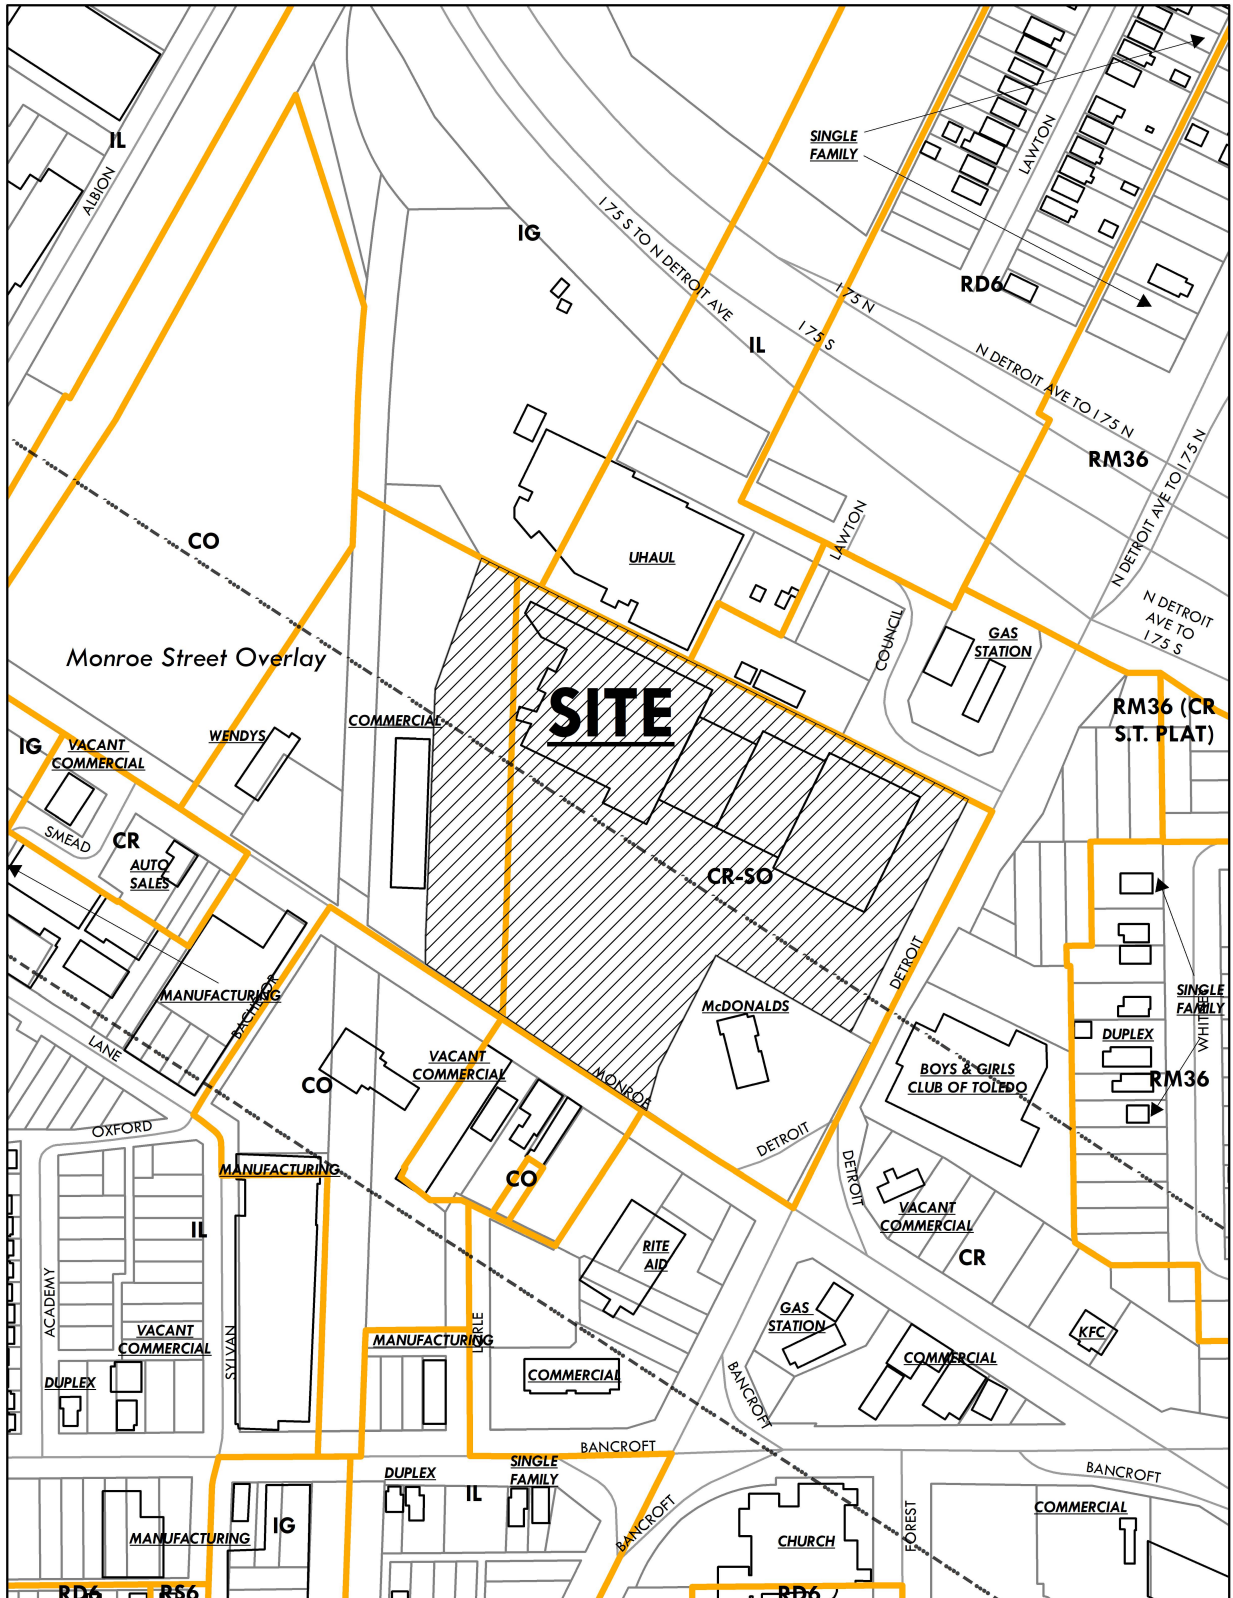 IL
ALBION
SINGLE
FAMILY
LAWTON
IG
I 75 S TO N DETROIT AVE
I 75 N
I 75 S
IL
RD6
N DETROIT AVE TO I 75 N
RM36
N DETROIT AVE TO I 75 N
CO
LAWTON
UHAUL
N DETROIT
AVE TO
I 75 S
COUNCIL
GAS
STATION
Monroe Street Overlay
SITE
RM36 (CR
S.T. PLAT)
COMMERCIAL
WENDYS
IG
VACANT
COMMERCIAL
SMEAD
CR
AUTO
SALES
CR-SO
DETROIT
MANUFACTURING
BACHELOR
McDONALDS
SINGLE
FAMILY
DUPLEX
LANE
VACANT
COMMERCIAL
MONROE
BOYS & GIRLS
CLUB OF TOLEDO
RM36
CO
OXFORD
DETROIT
DETROIT
MANUFACTURING
CO
VACANT
COMMERCIAL
IL
RITE
AID
CR
ACADEMY
GAS
STATION
VACANT
COMMERCIAL
SYLVAN
MANUFACTURING
KFC
COMMERCIAL
COMMERCIAL
DUPLEX
BANCROFT
BANCROFT
SINGLE
FAMILY
DUPLEX
IL
BANCROFT
BANCROFT
COMMERCIAL
MANUFACTURING
IG
CHURCH
FOREST
RD6
RS6
RD6